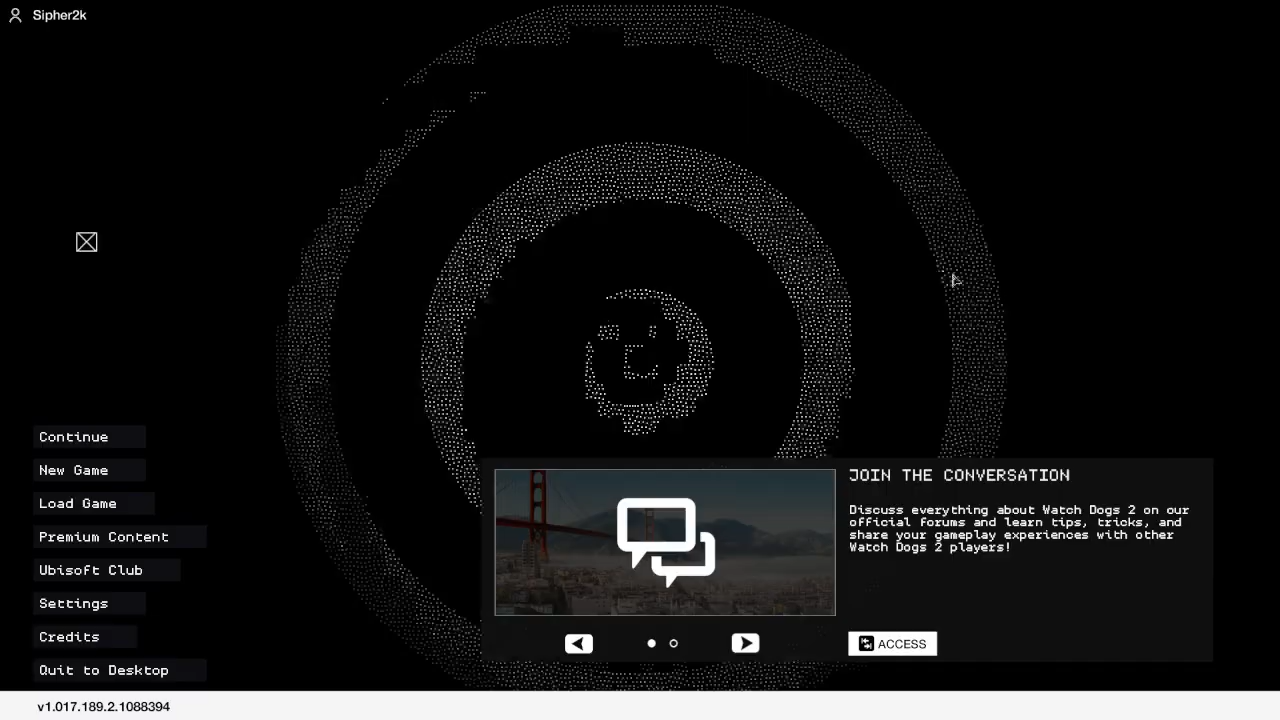 Sipher2k
Continue
New Game
Load Game
Premium Content
Ubisoft Club
Settings
Credits
Quit to Desktop
JOIN THE CONVERSATION
Discuss everything about Watch Dogs 2 on our
official forums and learn tips, tricks, and
share your gameplay experiences with other
Watch Dogs 2 players!
ACCESS
v1.017.189.2.1088394